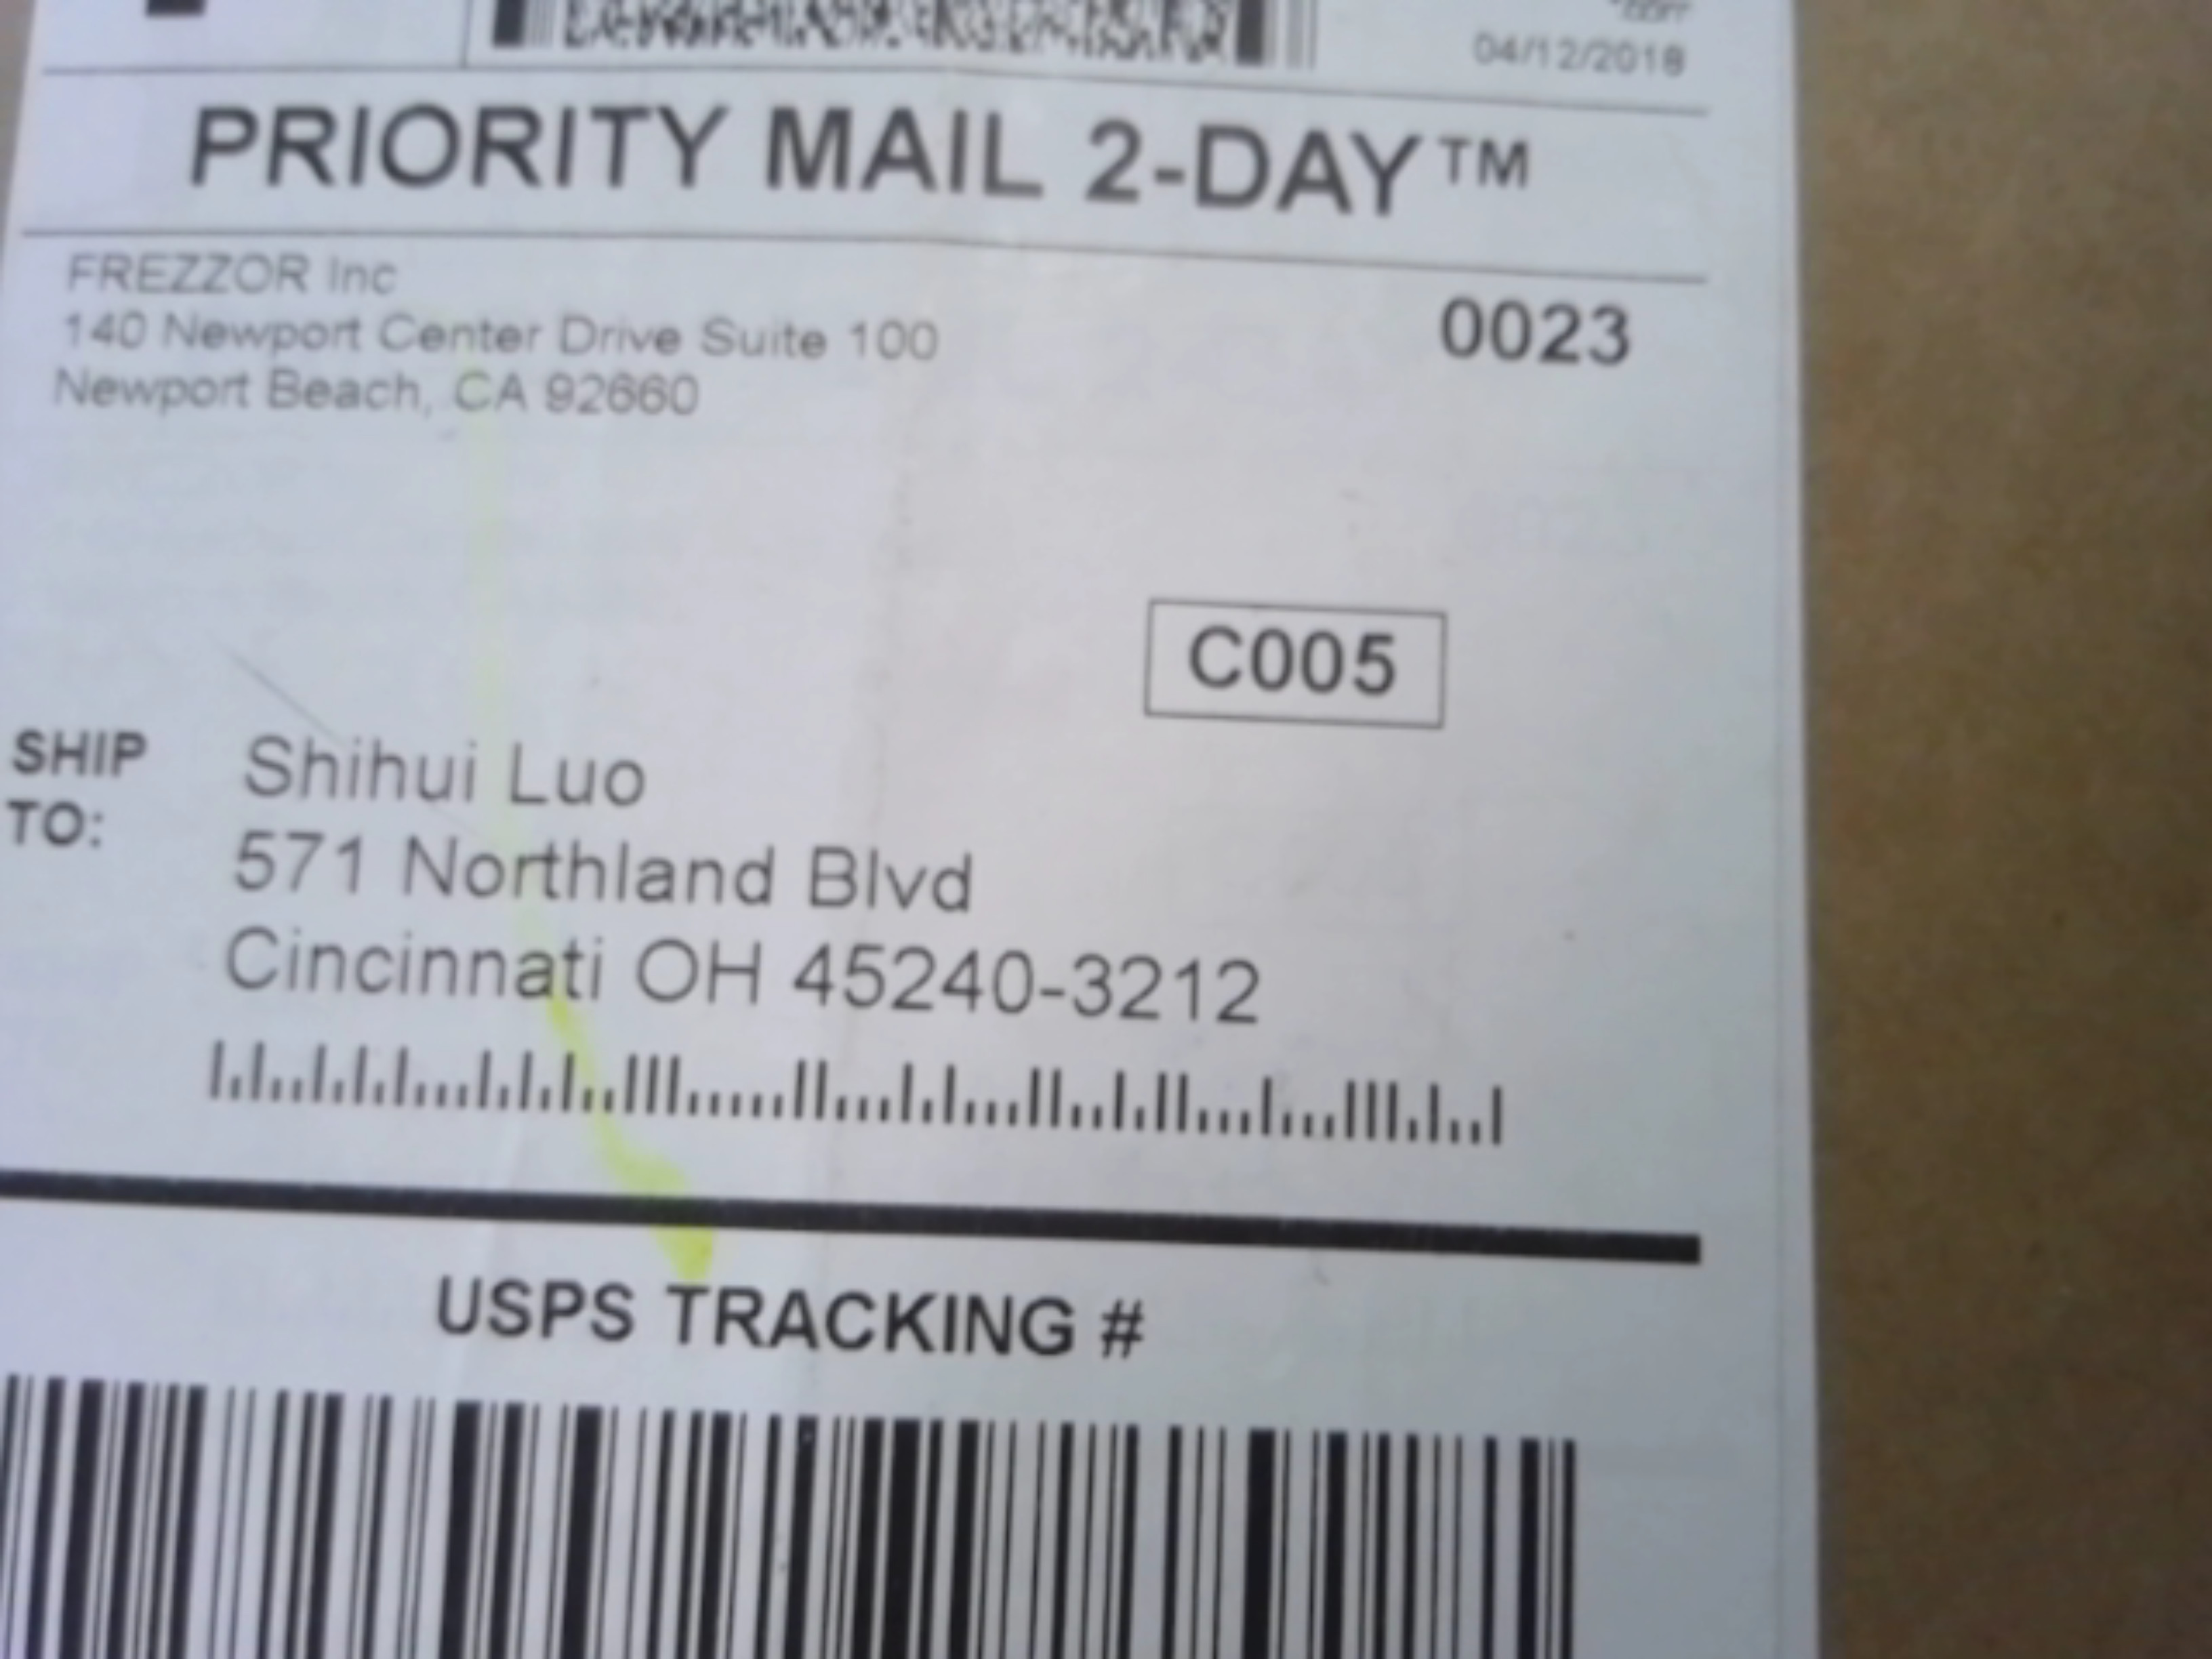 04/12/2018
PRIORITY MAIL 2-DAY™
FREZZOR Inc
140 Newport Center Drive Suite 100
Newport Beach, CA 92660
0023
C005
SHIP TO:
Shihui Luo
571 Northland Blvd
Cincinnati OH 45240-3212
USPS TRACKING #